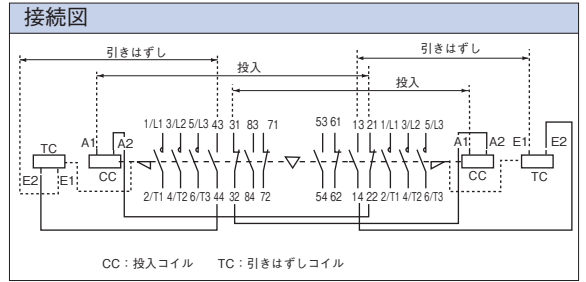 接続図
引きはずし 引きはずし
投入
投入
1/L1 3/L2 5/L3 43 31 83 71 53 61 13 21 1/L1 3/L2 5/L3
TC A1 A2 A1 A2 E1 E2
E2 E1 CC CC TC
2/T1 4/T2 6/T3 44 32 84 72 54 62 14 22 2/T1 4/T2 6/T3
CC：投入コイル TC：引きはずしコイル